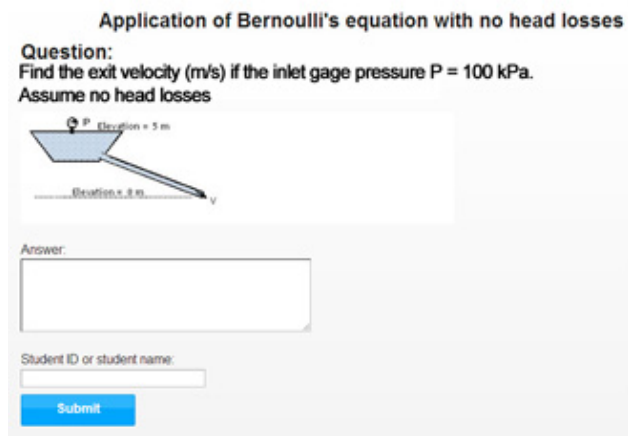 Application of Bernoulli's equation with no head losses
Question:
Find the exit velocity (m/s) if the inlet gage pressure P = 100 kPa.
Assume no head losses
P Elevation = 5 m
Elevation = 0 m
V
Answer:
Student ID or student name:
Submit